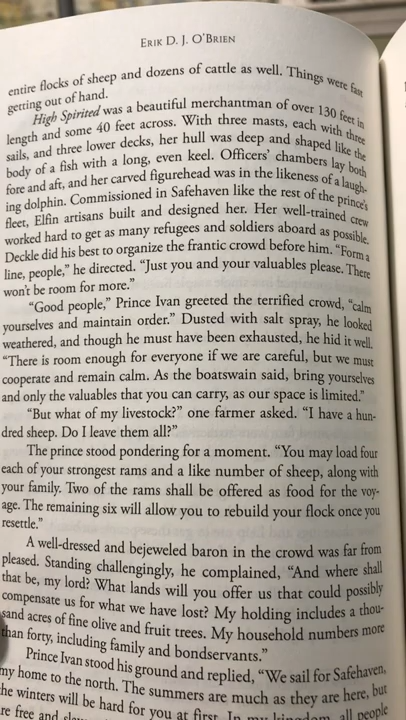 ERIK D. J. O'BRIEN
entire flocks of sheep and dozens of cattle as well. Things were fast
getting out of hand.
High Spirited was a beautiful merchantman of over 130 feet in
length and some 40 feet across. With three masts, each with three
sails, and three lower decks, her hull was deep and shaped like the
body of a fish with a long, even keel. Officers' chambers lay both
fore and aft, and her carved figurehead was in the likeness of a laugh-
ing dolphin. Commissioned in Safehaven like the rest of the prince's
fleet, Elfin artisans built and designed her. Her well-trained crew
worked hard to get as many refugees and soldiers aboard as possible.
Deckle did his best to organize the frantic crowd before him. "Form a
line, people," he directed. "Just you and your valuables please. There
won't be room for more."
"Good people," Prince Ivan greeted the terrified crowd, "calm
yourselves and maintain order." Dusted with salt spray, he looked
weathered, and though he must have been exhausted, he hid it well.
"There is room enough for everyone if we are careful, but we must
cooperate and remain calm. As the boatswain said, bring yourselves
and only the valuables that you can carry, as our space is limited."
"But what of my livestock?" one farmer asked. "I have a hun-
dred sheep. Do I leave them all?"
The prince stood pondering for a moment. "You may load four
each of your strongest rams and a like number of sheep, along with
your family. Two of the rams shall be offered as food for the voy-
age. The remaining six will allow you to rebuild your flock once you
resettle."
A well-dressed and bejeweled baron in the crowd was far from
pleased. Standing challengingly, he complained, "And where shall
that be, my lord? What lands will you offer us that could possibly
compensate us for what we have lost? My holding includes a thou-
sand acres of fine olive and fruit trees. My household numbers more
than forty, including family and bondservants."
Prince Ivan stood his ground and replied, "We sail for Safehaven,
my home to the north. The summers are much as they are here, but
the winters will be hard for you at first. In my kingdom, all people
are free and